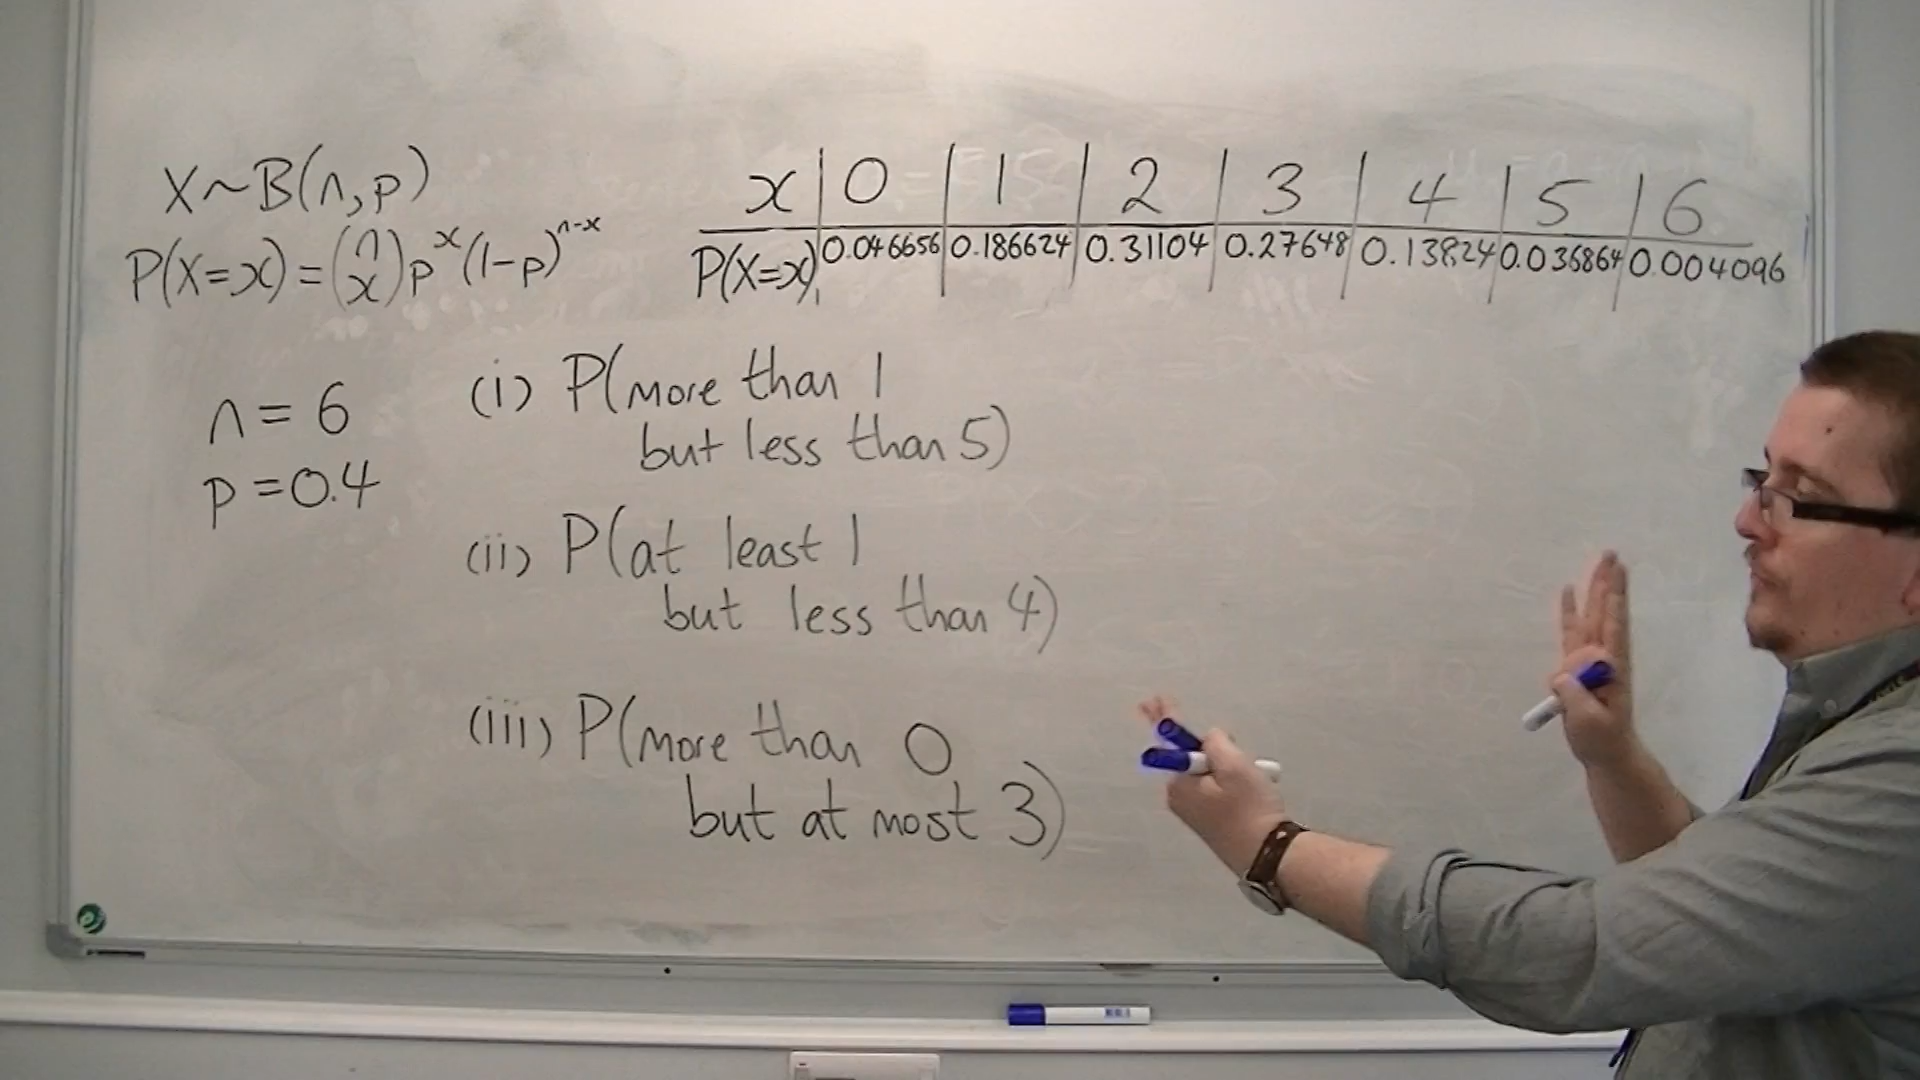 X~B(n,p)
P(X=x)=(n x)p^x(1-p)^n-x
x | 0 | 1 | 2 | 3 | 4 | 5 | 6
P(X=x) | 0.046656 | 0.186624 | 0.31104 | 0.27648 | 0.13824 | 0.036864 | 0.004096
n=6
p=0.4
(i) P(more than 1
but less than 5)
(ii) P(at least 1
but less than 4)
(iii) P(more than 0
but at most 3)